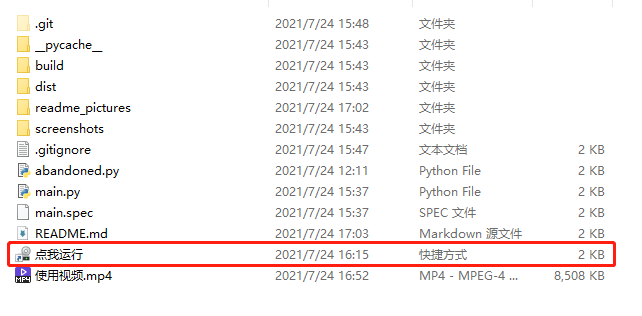 .git 2021/7/24 15:48 文件夹
__pycache__ 2021/7/24 15:43 文件夹
build 2021/7/24 15:43 文件夹
dist 2021/7/24 15:43 文件夹
readme_pictures 2021/7/24 17:02 文件夹
screenshots 2021/7/24 15:43 文件夹
.gitignore 2021/7/24 15:47 文本文档 2 KB
abandoned.py 2021/7/24 12:11 Python File 2 KB
main.py 2021/7/24 15:37 Python File 2 KB
main.spec 2021/7/24 15:37 SPEC 文件 2 KB
README.md 2021/7/24 17:03 Markdown 源文件 2 KB
点我运行 2021/7/24 16:15 快捷方式 2 KB
MP4 使用视频.mp4 2021/7/24 16:52 MP4 - MPEG-4 ... 8,508 KB